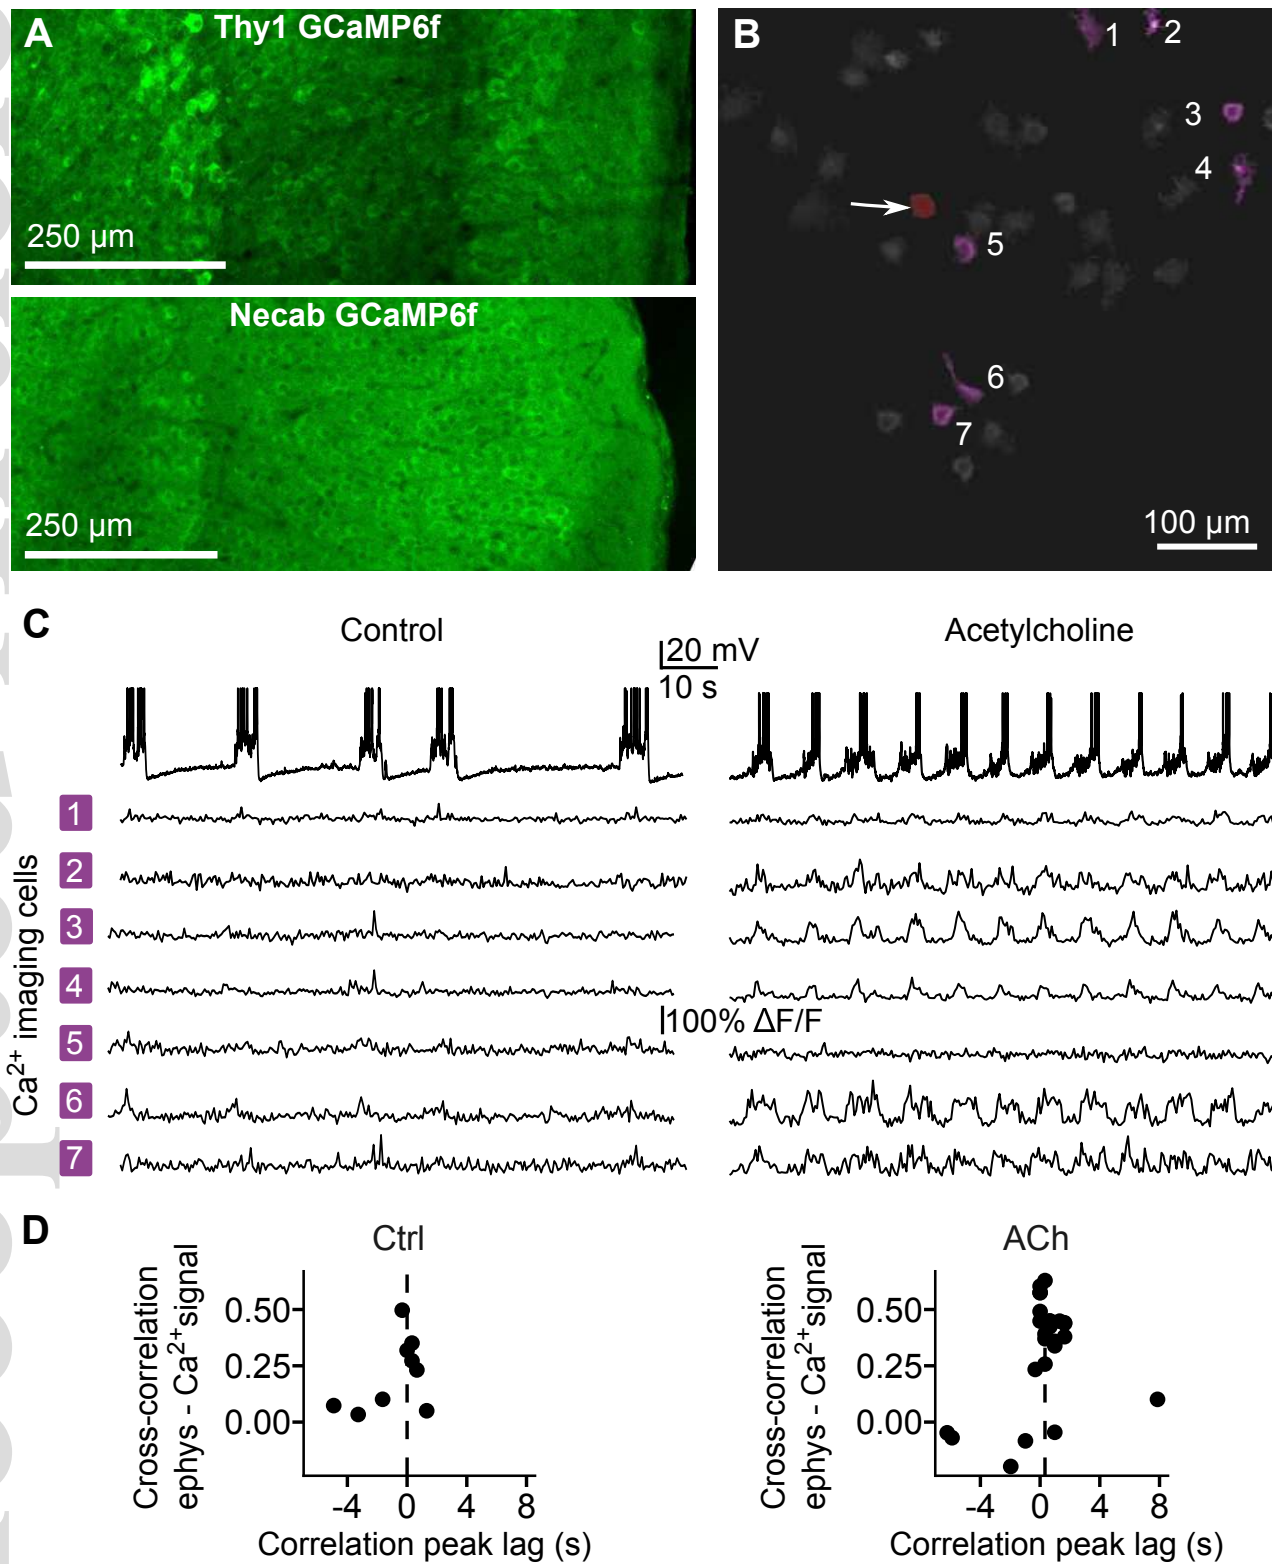 A
Thy1 GCaMP6f
250 µm
Necab GCaMP6f
250 µm
B
1
2
3
4
5
6
7
100 µm
C
Control
Acetylcholine
20 mV
10 s
Ca2+ imaging cells
1
2
3
4
5
6
7
100% ΔF/F
D
Ctrl
Cross-correlation
ephys - Ca2+signal
0.50
0.25
0.00
-4 0 4 8
Correlation peak lag (s)
ACh
Cross-correlation
ephys - Ca2+signal
0.50
0.25
0.00
-4 0 4 8
Correlation peak lag (s)